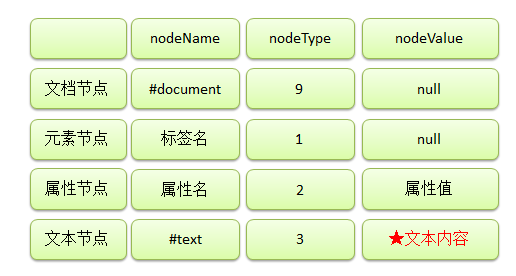 nodeName nodeType nodeValue
文档节点 #document 9 null
元素节点 标签名 1 null
属性节点 属性名 2 属性值
文本节点 #text 3 ★文本内容